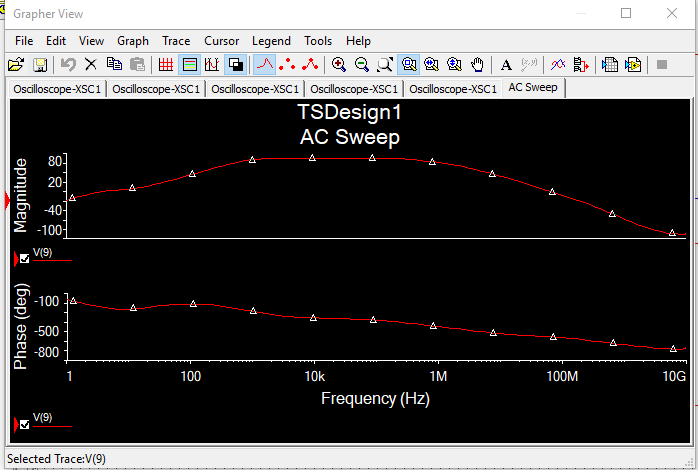 Grapher View
File Edit View Graph Trace Cursor Legend Tools Help
Oscilloscope-XSC1 Oscilloscope-XSC1 Oscilloscope-XSC1 Oscilloscope-XSC1 Oscilloscope-XSC1 AC Sweep
TSDesign1
AC Sweep
Magnitude
80
20
-40
-100
V(9)
Phase (deg)
-100
-500
-800
1 100 10k 1M 100M 10G
Frequency (Hz)
V(9)
Selected Trace:V(9)